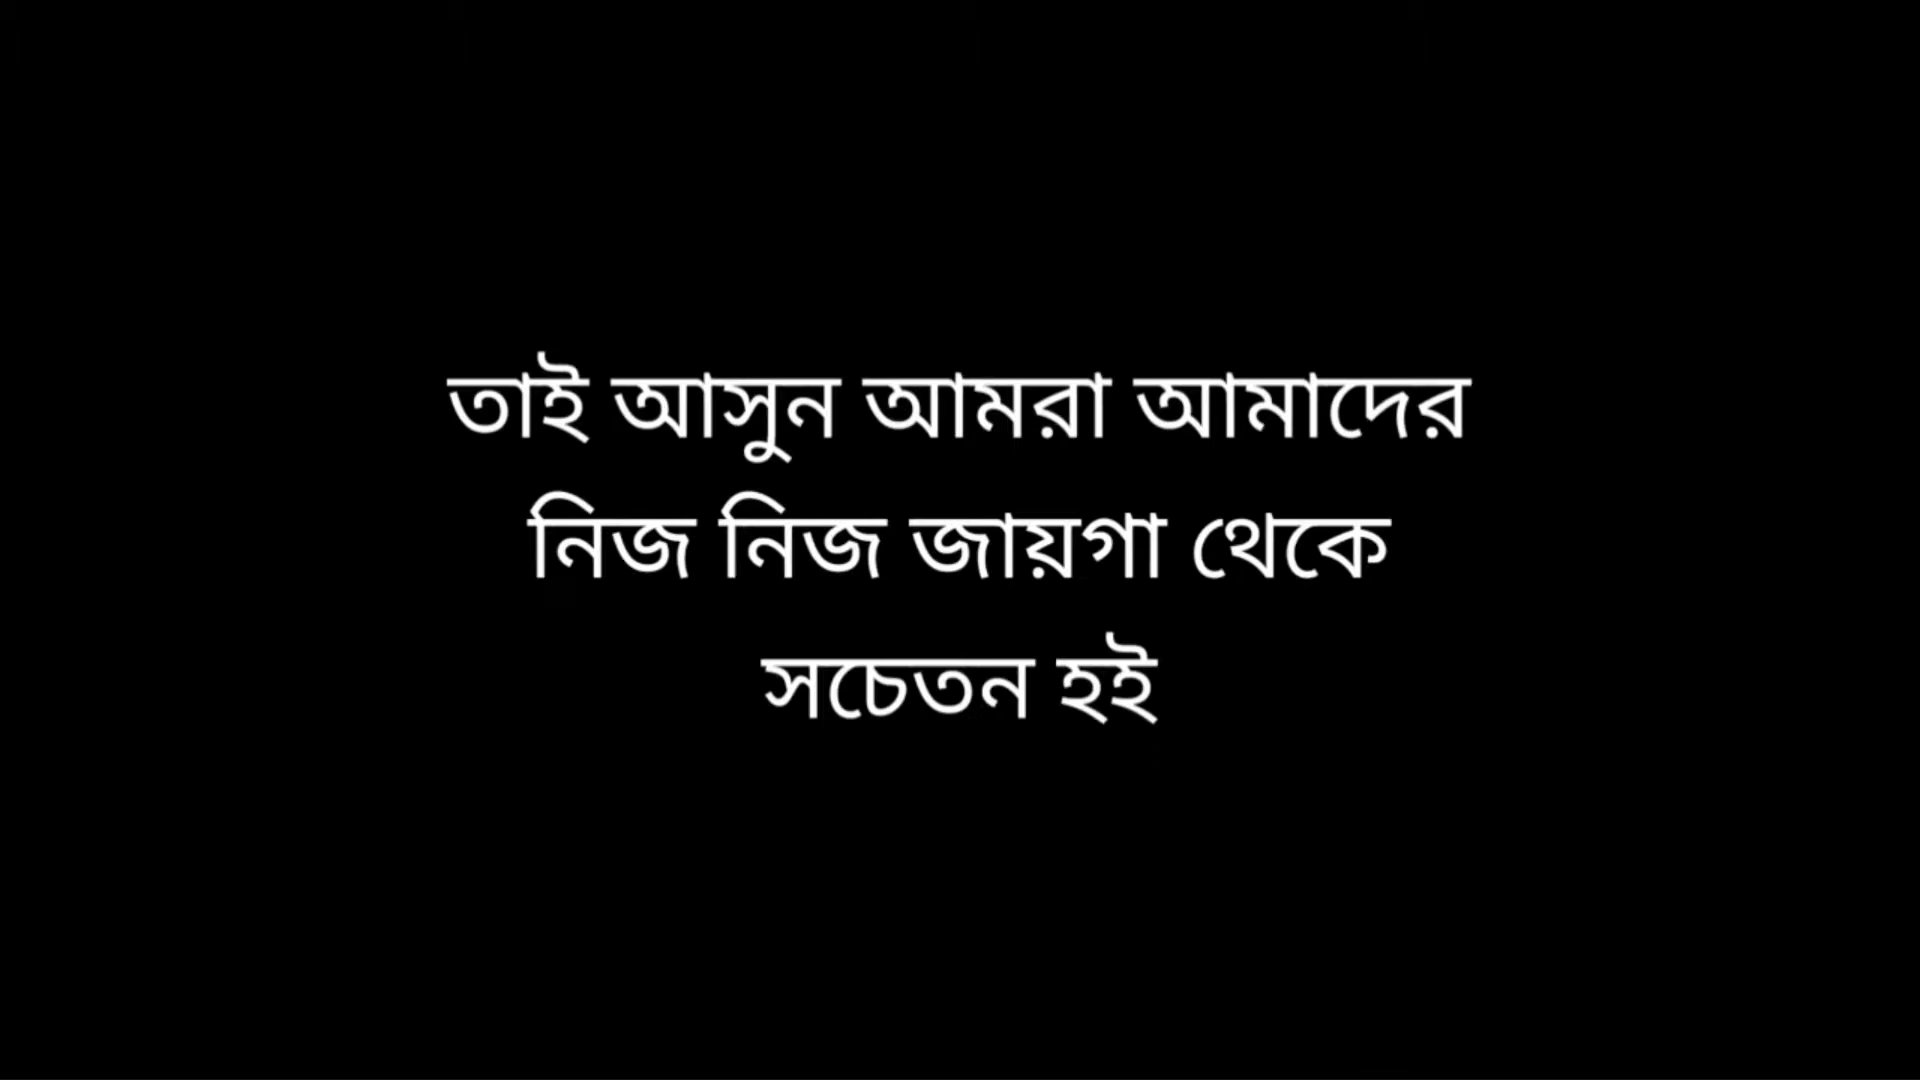 তাই আসুন আমরা আমাদের
নিজ নিজ জায়গা থেকে
সচেতন হই